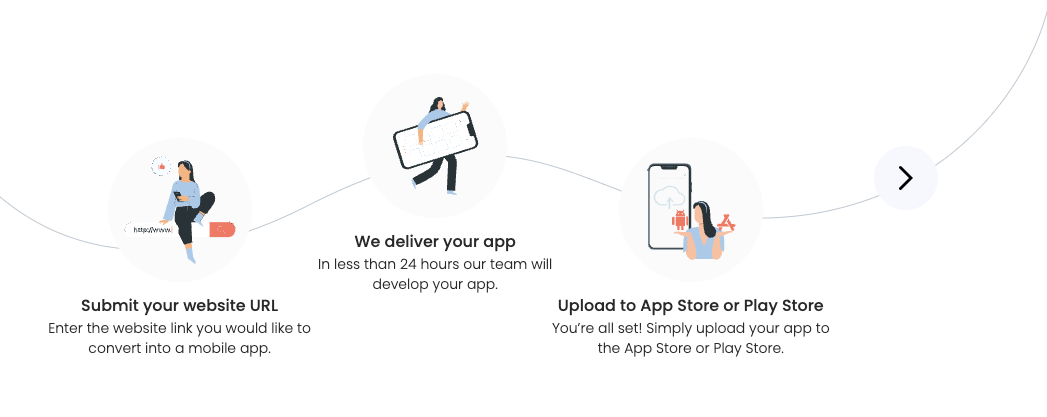 http://www.
Submit your website URL
Enter the website link you would like to
convert into a mobile app.
We deliver your app
In less than 24 hours our team will
develop your app.
Upload to App Store or Play Store
You’re all set! Simply upload your app to
the App Store or Play Store.